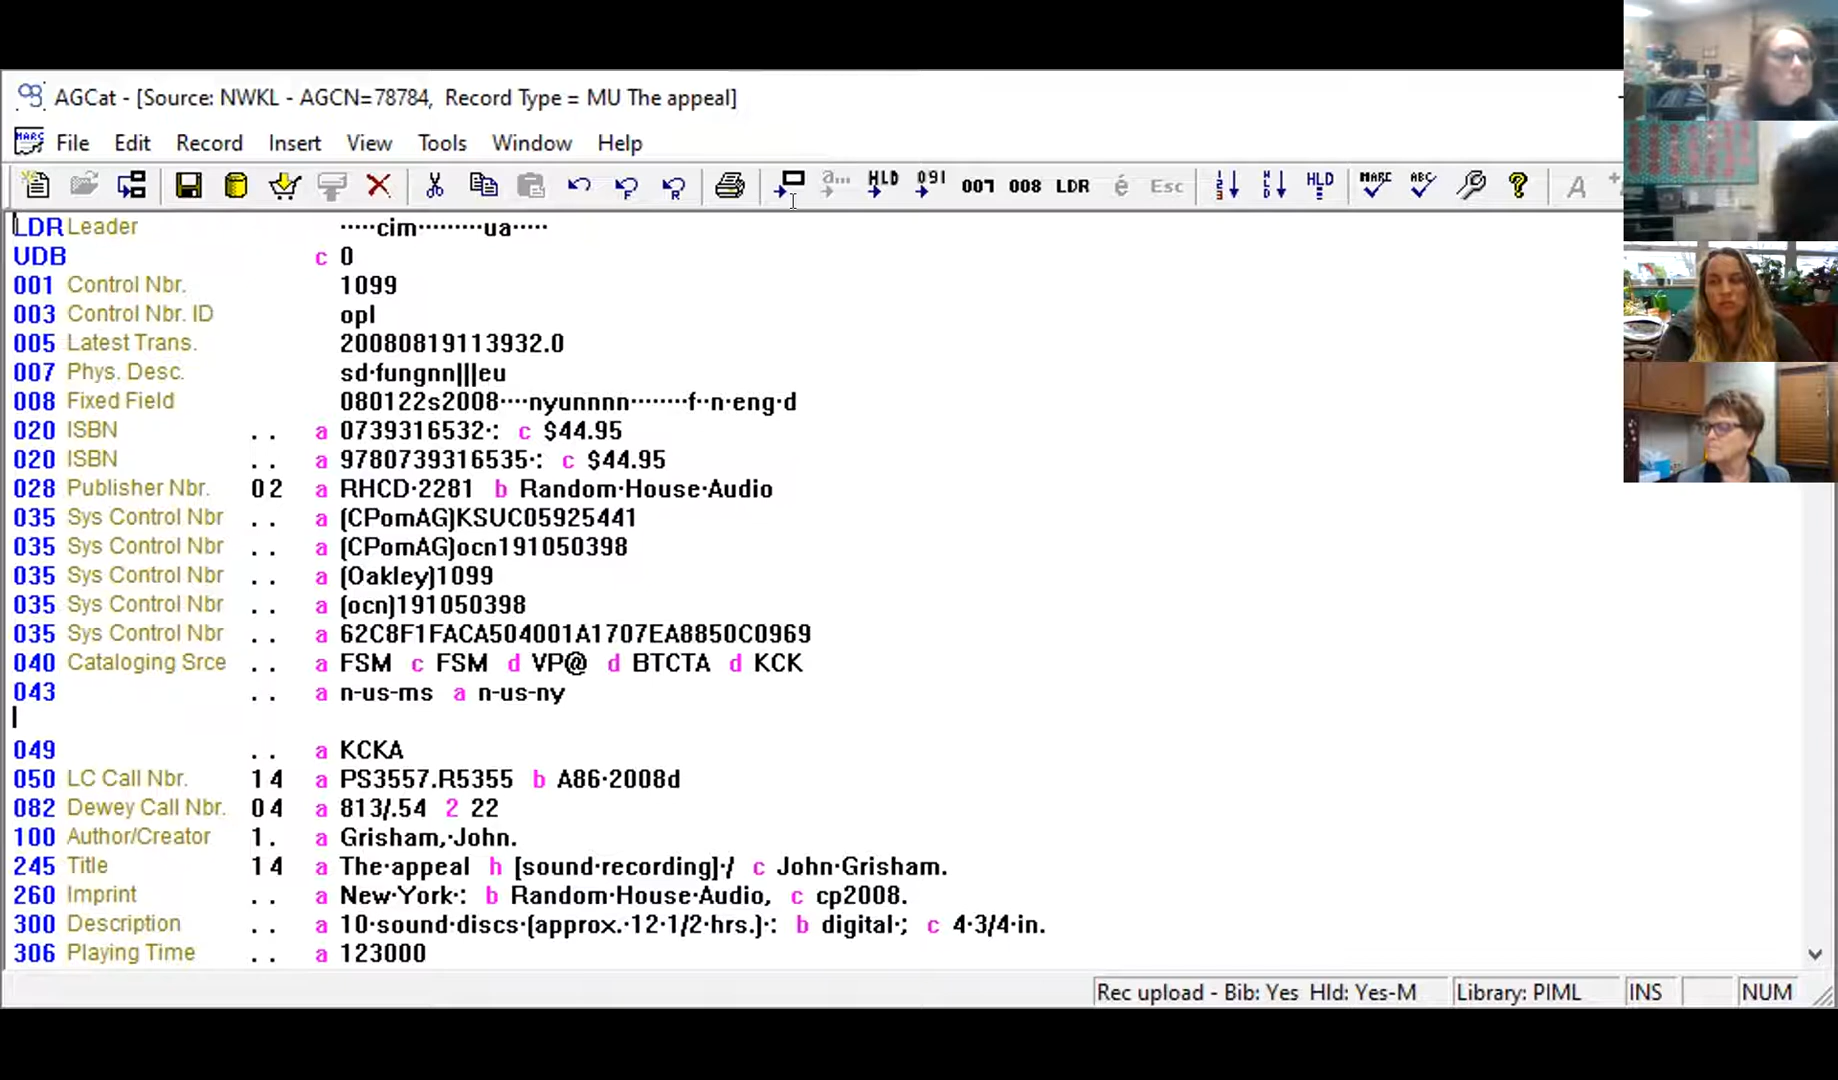 AGCat - [Source: NWKL - AGCN=78784, Record Type = MU The appeal]
MARC File Edit Record Insert View Tools Window Help
a... HLD 091 007 008 LDR é Esc HLD MARC ABC ? A
LDR Leader ·····cim·········ua·····
UDB c 0
001 Control Nbr. 1099
003 Control Nbr. ID opl
005 Latest Trans. 20080819113932.0
007 Phys. Desc. sd·fungnn|||eu
008 Fixed Field 080122s2008····nyunnnn········f··n·eng·d
020 ISBN . . a 0739316532·: c $44.95
020 ISBN . . a 9780739316535·: c $44.95
028 Publisher Nbr. 0 2 a RHCD·2281 b Random·House·Audio
035 Sys Control Nbr . . a (CPomAG)KSUC05925441
035 Sys Control Nbr . . a (CPomAG)ocn191050398
035 Sys Control Nbr . . a (Oakley)1099
035 Sys Control Nbr . . a (ocn)191050398
035 Sys Control Nbr . . a 62C8F1FACA504001A1707EA8850C0969
040 Cataloging Srce . . a FSM c FSM d VP@ d BTCTA d KCK
043 . . a n-us-ms a n-us-ny
049 . . a KCKA
050 LC Call Nbr. 1 4 a PS3557.R5355 b A86·2008d
082 Dewey Call Nbr. 0 4 a 813/.54 2 22
100 Author/Creator 1 . a Grisham,·John.
245 Title 1 4 a The·appeal h [sound·recording]·/ c John·Grisham.
260 Imprint . . a New·York·: b Random·House·Audio, c cp2008.
300 Description . . a 10·sound·discs·(approx.·12·1/2·hrs.)·: b digital·; c 4·3/4·in.
306 Playing Time . . a 123000
Rec upload - Bib: Yes Hld: Yes-M Library: PIML INS NUM